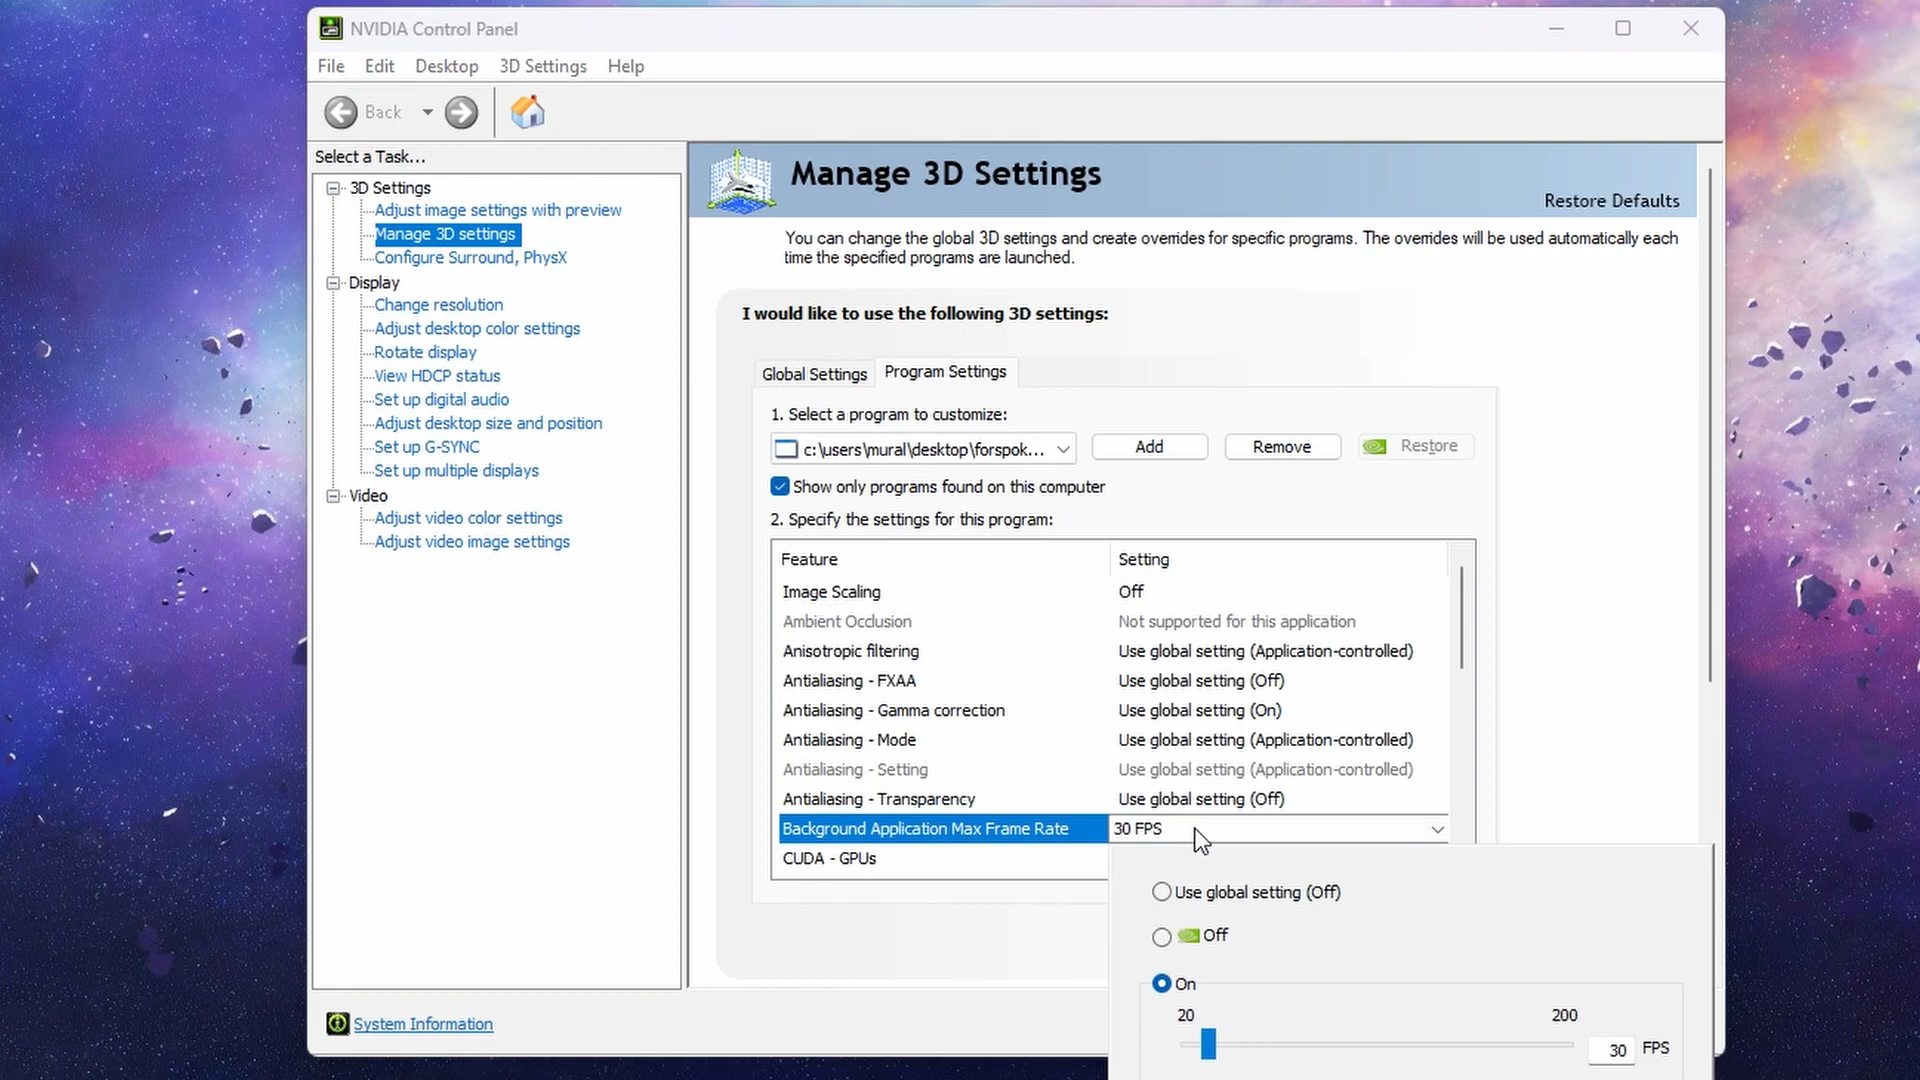 NVIDIA Control Panel
File Edit Desktop 3D Settings Help
Back
Select a Task...
3D Settings
Adjust image settings with preview
Manage 3D settings
Configure Surround, PhysX
Display
Change resolution
Adjust desktop color settings
Rotate display
View HDCP status
Set up digital audio
Adjust desktop size and position
Set up G-SYNC
Set up multiple displays
Video
Adjust video color settings
Adjust video image settings
System Information
Manage 3D Settings
Restore Defaults
You can change the global 3D settings and create overrides for specific programs. The overrides will be used automatically each
time the specified programs are launched.
I would like to use the following 3D settings:
Global Settings Program Settings
1. Select a program to customize:
c:\users\mural\desktop\forspok... Add Remove Restore
Show only programs found on this computer
2. Specify the settings for this program:
Feature Setting
Image Scaling Off
Ambient Occlusion Not supported for this application
Anisotropic filtering Use global setting (Application-controlled)
Antialiasing - FXAA Use global setting (Off)
Antialiasing - Gamma correction Use global setting (On)
Antialiasing - Mode Use global setting (Application-controlled)
Antialiasing - Setting Use global setting (Application-controlled)
Antialiasing - Transparency Use global setting (Off)
Background Application Max Frame Rate 30 FPS
CUDA - GPUs
Use global setting (Off)
Off
On
20 200
30 FPS